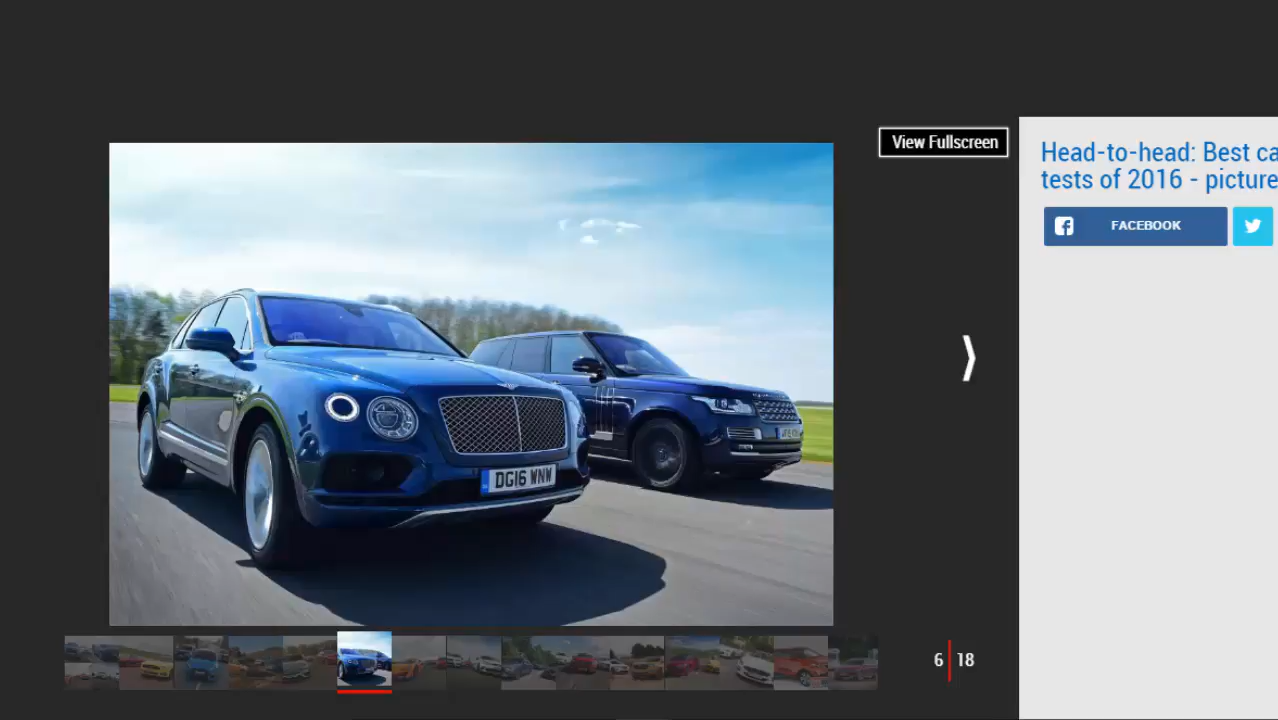 View Fullscreen
Head-to-head: Best ca
tests of 2016 - picture
FACEBOOK
DG16 WNW
6 18